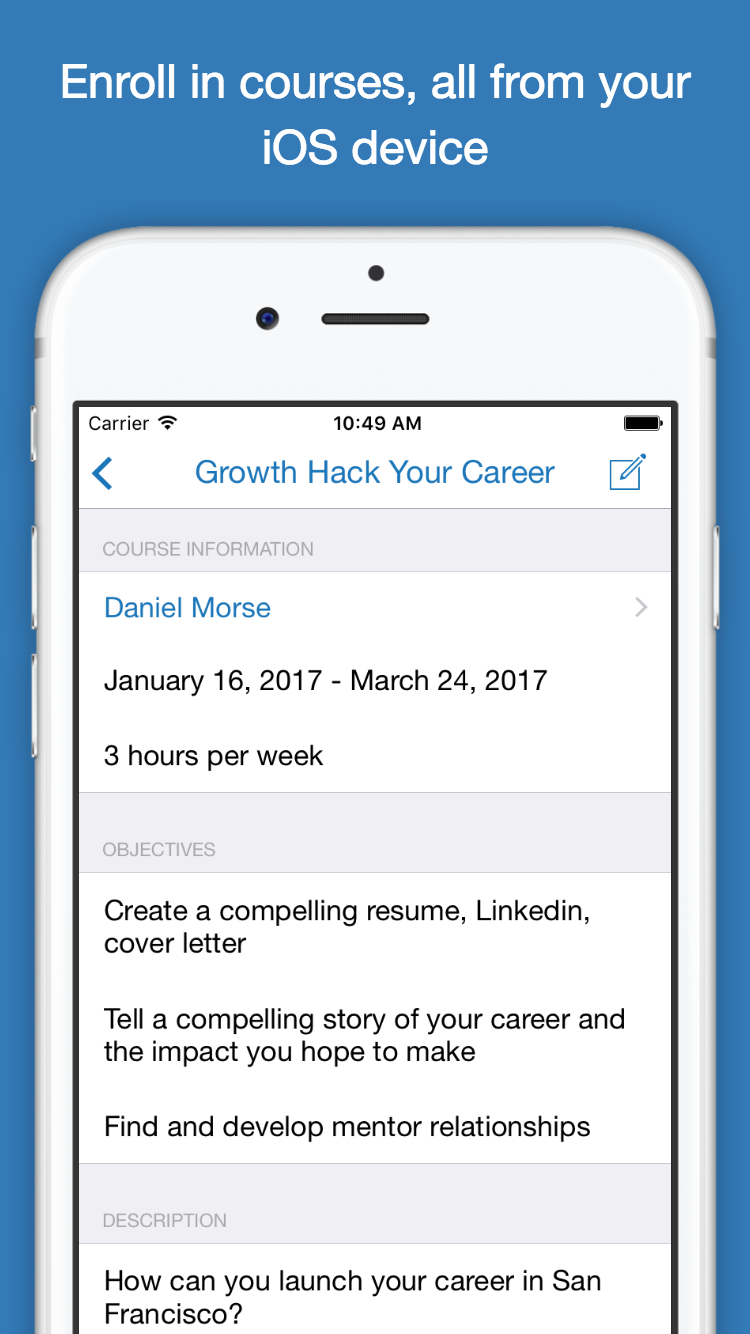 Enroll in courses, all from your
iOS device
Carrier 10:49 AM
Growth Hack Your Career
COURSE INFORMATION
Daniel Morse
January 16, 2017 - March 24, 2017
3 hours per week
OBJECTIVES
Create a compelling resume, Linkedin,
cover letter
Tell a compelling story of your career and
the impact you hope to make
Find and develop mentor relationships
DESCRIPTION
How can you launch your career in San
Francisco?